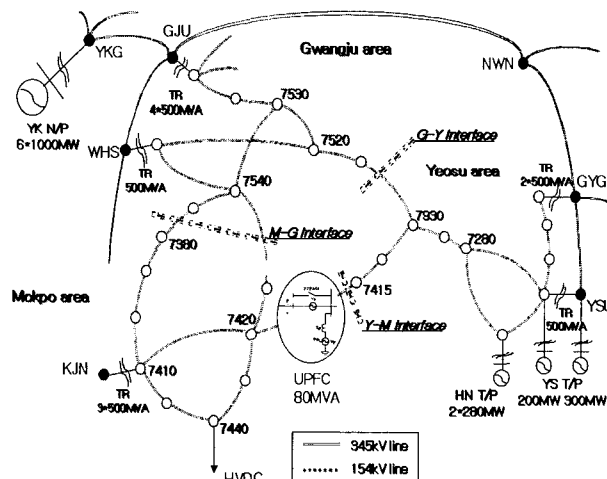 GJU
YKG
Gwangju area
NWN
TR
4*500MVA
7530
YK N/P
6*1000MW
WHS
TR
500MVA
7520
G-Y Interface
Yeosu area
TR
2*500MVA
GYG
7540
M-G Interface
7380
7930
7280
Mokpo area
7415
7420
Y-M Interface
TR
500MVA
YSU
KJN
7410
TR
3*500MVA
UPFC
80MVA
HN T/P
2*280MW
YS T/P
200MW 300MW
7440
HVDC
345kV line
154kV line